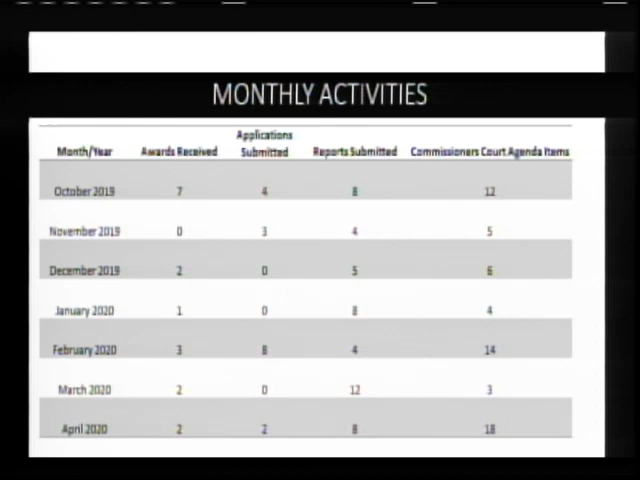 MONTHLY ACTIVITIES
Applications
Month/Year Awards Received Submitted Reports Submitted Commissioners Court Agenda Items
October 2019 7 4 8 12
November 2019 0 3 4 5
December 2019 2 0 5 6
January 2020 1 0 8 4
February 2020 3 8 4 14
March 2020 2 0 12 3
April 2020 2 2 8 18